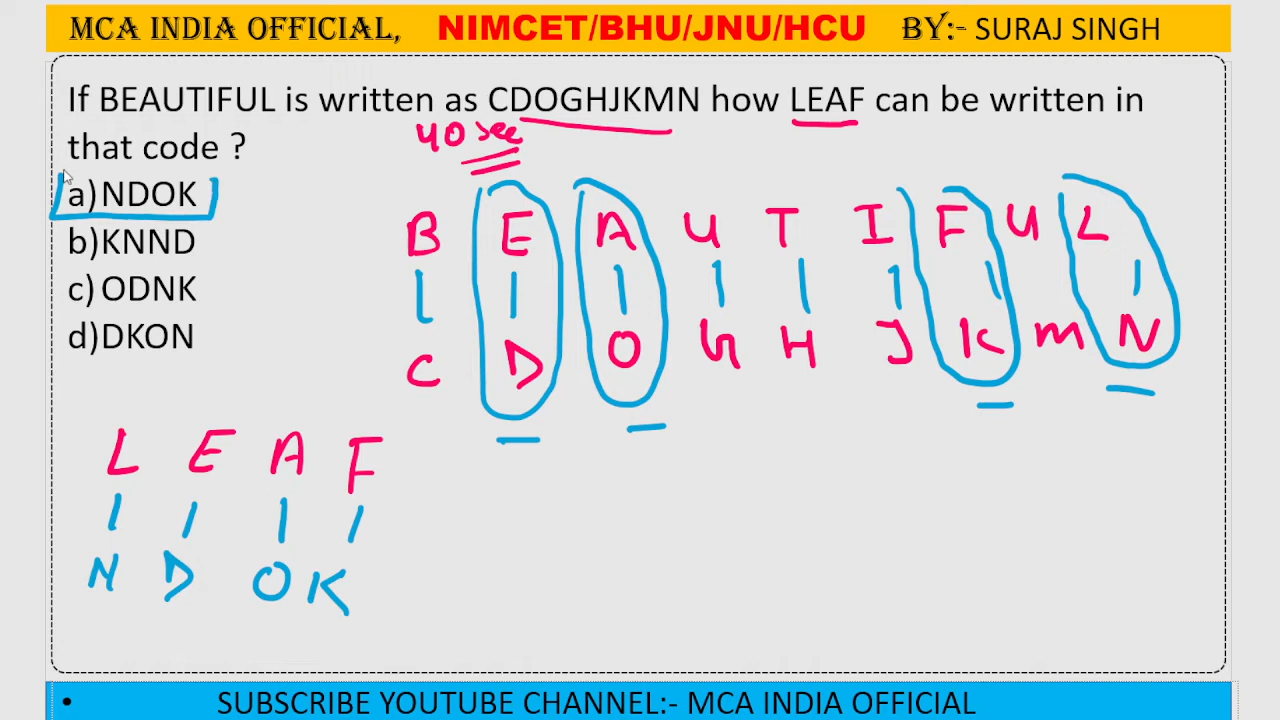 MCA INDIA OFFICIAL, NIMCET/BHU/JNU/HCU BY:- SURAJ SINGH
If BEAUTIFUL is written as CDOGHJKMN how LEAF can be written in
that code ?
40 sec
a)NDOK
b)KNND
c)ODNK
d)DKON
B E A U T I F U L
C D O G H J K M N
L E A F
N D O K
• SUBSCRIBE YOUTUBE CHANNEL:- MCA INDIA OFFICIAL